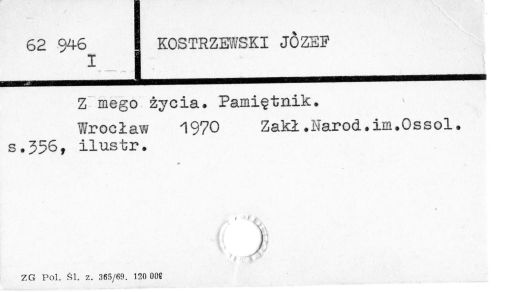 62 946
I
KOSTRZEWSKI JÒZEF
Z mego życia. Pamiętnik.
Wrocław 1970 Zakł.Narod.im.Ossol.
s.356, ilustr.
ZG Pol. Śl. z. 365/69. 120 000